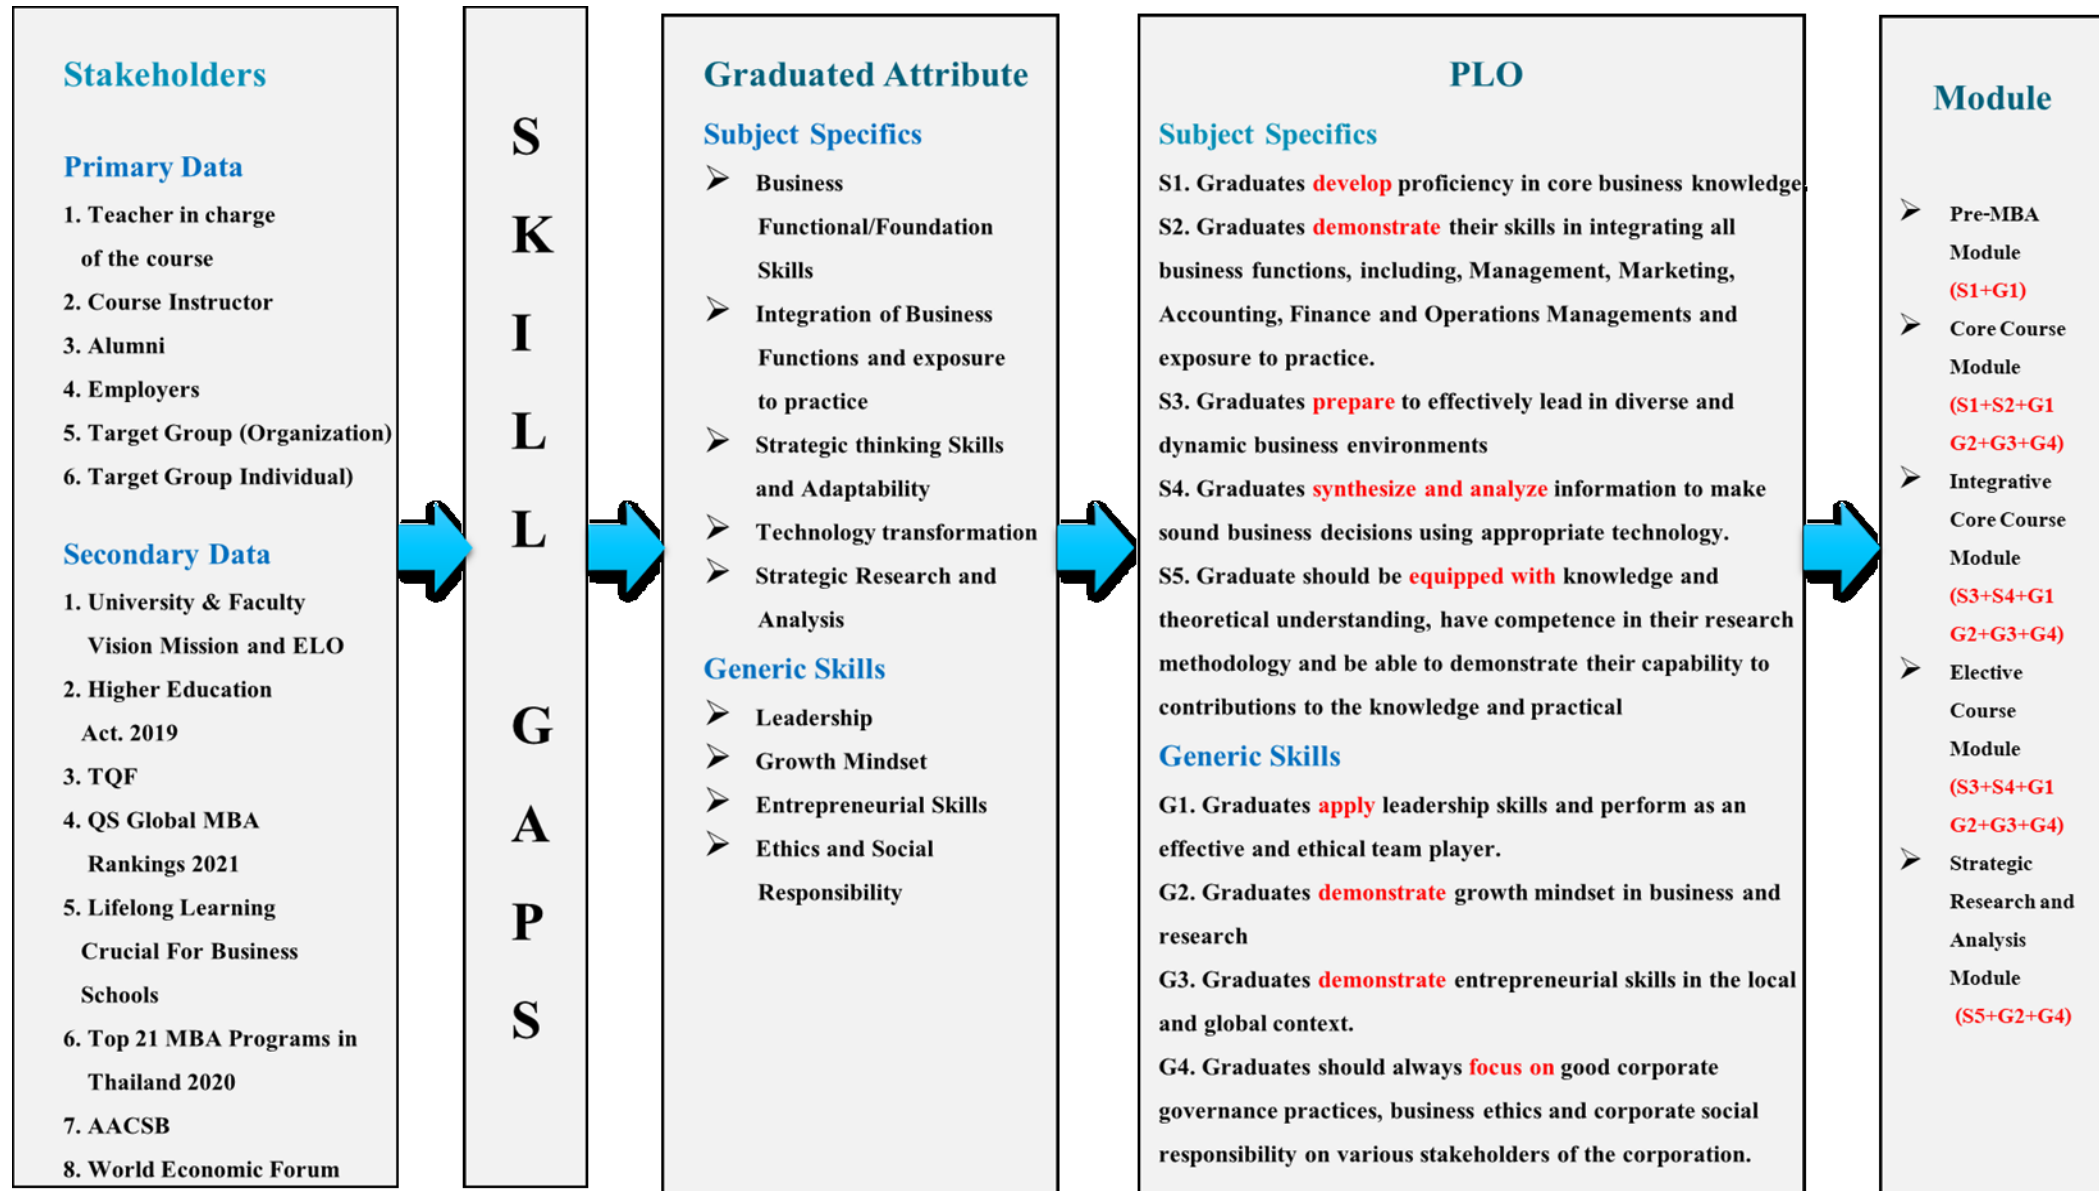 Stakeholders
Primary Data
1. Teacher in charge
of the course
2. Course Instructor
3. Alumni
4. Employers
5. Target Group (Organization)
6. Target Group Individual)
Secondary Data
1. University & Faculty
Vision Mission and ELO
2. Higher Education
Act. 2019
3. TQF
4. QS Global MBA
Rankings 2021
5. Lifelong Learning
Crucial For Business
Schools
6. Top 21 MBA Programs in
Thailand 2020
7. AACSB
8. World Economic Forum
S
K
I
L
L
G
A
P
S
Graduated Attribute
Subject Specifics
➢ Business
Functional/Foundation
Skills
➢ Integration of Business
Functions and exposure
to practice
➢ Strategic thinking Skills
and Adaptability
➢ Technology transformation
➢ Strategic Research and
Analysis
Generic Skills
➢ Leadership
➢ Growth Mindset
➢ Entrepreneurial Skills
➢ Ethics and Social
Responsibility
PLO
Subject Specifics
S1. Graduates develop proficiency in core business knowledge.
S2. Graduates demonstrate their skills in integrating all
business functions, including, Management, Marketing,
Accounting, Finance and Operations Managements and
exposure to practice.
S3. Graduates prepare to effectively lead in diverse and
dynamic business environments
S4. Graduates synthesize and analyze information to make
sound business decisions using appropriate technology.
S5. Graduate should be equipped with knowledge and
theoretical understanding, have competence in their research
methodology and be able to demonstrate their capability to
contributions to the knowledge and practical
Generic Skills
G1. Graduates apply leadership skills and perform as an
effective and ethical team player.
G2. Graduates demonstrate growth mindset in business and
research
G3. Graduates demonstrate entrepreneurial skills in the local
and global context.
G4. Graduates should always focus on good corporate
governance practices, business ethics and corporate social
responsibility on various stakeholders of the corporation.
Module
➢ Pre-MBA
Module
(S1+G1)
➢ Core Course
Module
(S1+S2+G1
G2+G3+G4)
➢ Integrative
Core Course
Module
(S3+S4+G1
G2+G3+G4)
➢ Elective
Course
Module
(S3+S4+G1
G2+G3+G4)
➢ Strategic
Research and
Analysis
Module
(S5+G2+G4)